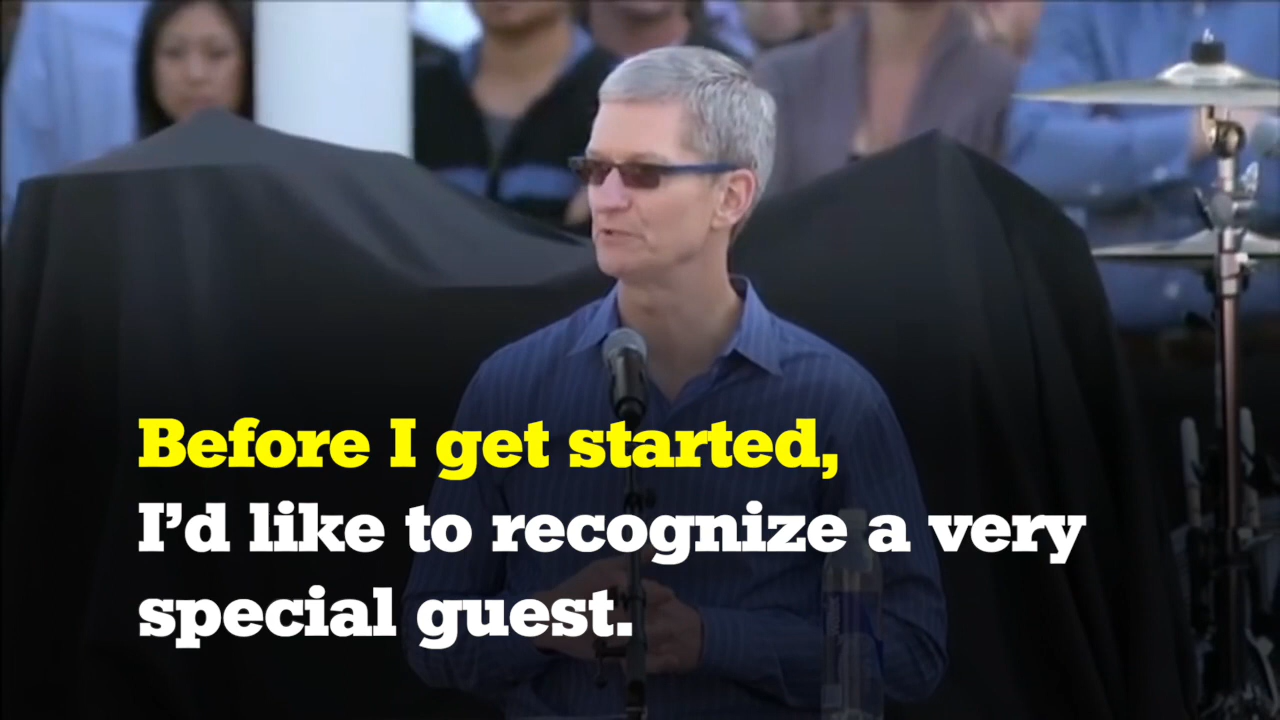 Before I get started,
I’d like to recognize a very
special guest.